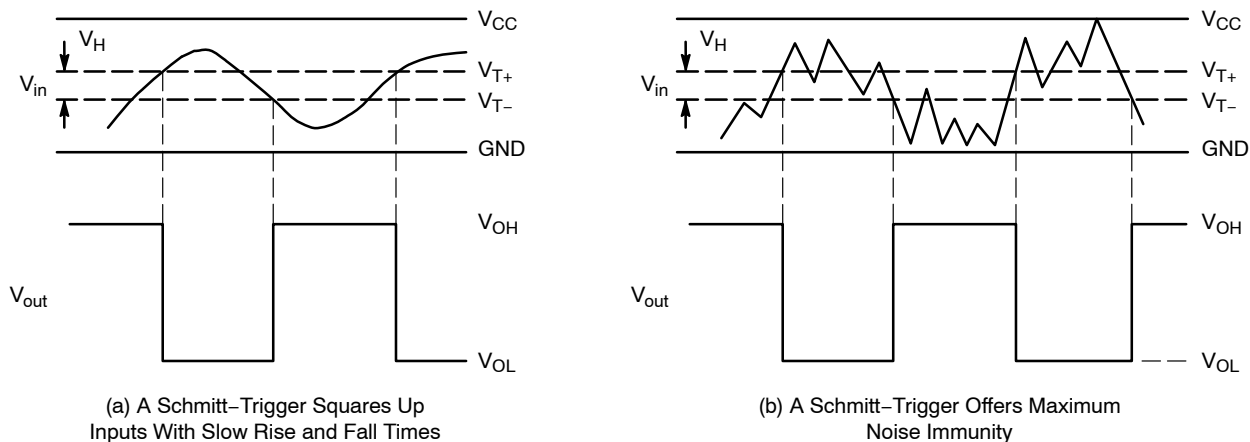 V_CC
V_H
V_in
V_T+
V_T−
GND
V_OH
V_out
V_OL
(a) A Schmitt−Trigger Squares Up
Inputs With Slow Rise and Fall Times
V_CC
V_H
V_in
V_T+
V_T−
GND
V_OH
V_out
V_OL
(b) A Schmitt−Trigger Offers Maximum
Noise Immunity